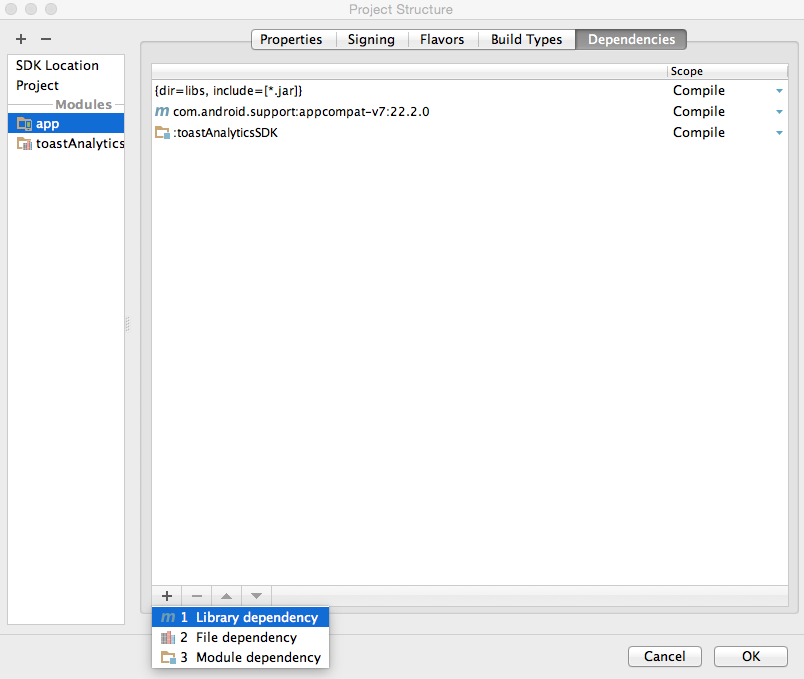 Project Structure
Properties Signing Flavors Build Types Dependencies
SDK Location
Project
Modules
app
toastAnalytics
Scope
{dir=libs, include=[*.jar]} Compile
m com.android.support:appcompat-v7:22.2.0 Compile
:toastAnalyticsSDK Compile
m 1 Library dependency
2 File dependency
3 Module dependency
Cancel OK